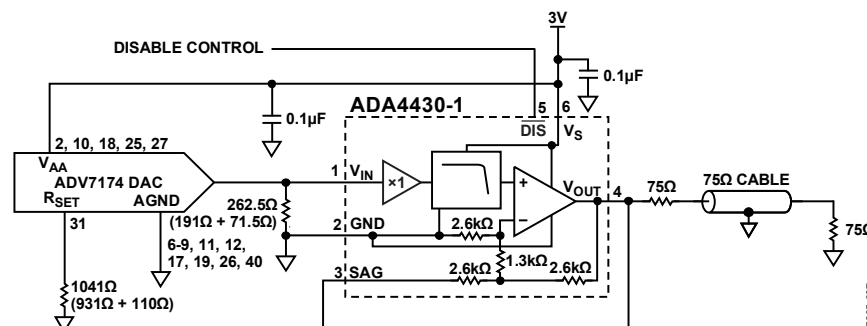 3V
DISABLE CONTROL
0.1µF
ADA4430-1
5
6
0.1µF
DIS
VS
2, 10, 18, 25, 27
VAA
ADV7174 DAC
RSET
AGND
31
1
VIN
×1
+
–
VOUT
4
75Ω
75Ω CABLE
262.5Ω
(191Ω + 71.5Ω)
2
GND
2.6kΩ
75Ω
6-9, 11, 12,
17, 19, 26, 40
1.3kΩ
3
SAG
2.6kΩ
2.6kΩ
1041Ω
(931Ω + 110Ω)